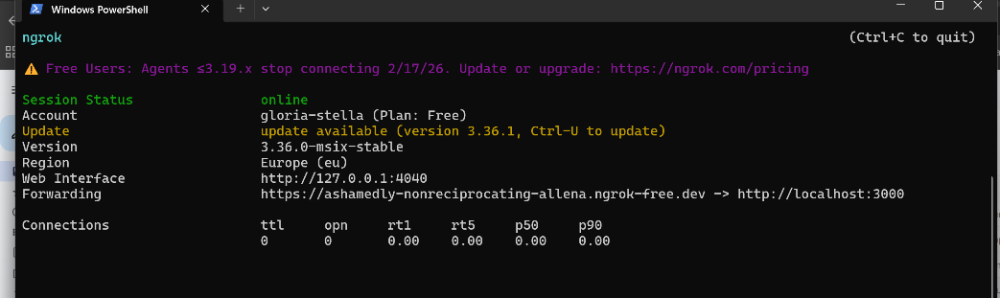 Windows PowerShell
ngrok (Ctrl+C to quit)
Free Users: Agents ≤3.19.x stop connecting 2/17/26. Update or upgrade: https://ngrok.com/pricing
Session Status online
Account gloria-stella (Plan: Free)
Update update available (version 3.36.1, Ctrl-U to update)
Version 3.36.0-msix-stable
Region Europe (eu)
Web Interface http://127.0.0.1:4040
Forwarding https://ashamedly-nonreciprocating-allena.ngrok-free.dev -> http://localhost:3000
Connections ttl opn rt1 rt5 p50 p90
0 0 0.00 0.00 0.00 0.00